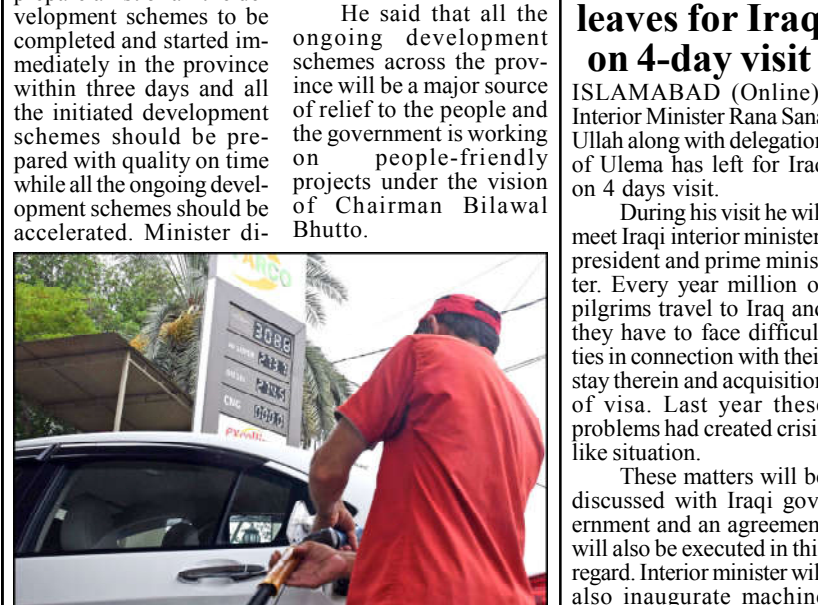 velopment schemes to be
completed and started im-
mediately in the province
within three days and all
the initiated development
schemes should be pre-
pared with quality on time
while all the ongoing devel-
opment schemes should be
accelerated. Minister di-
He said that all the
ongoing development
schemes across the prov-
ince will be a major source
of relief to the people and
the government is working
on people-friendly
projects under the vision
of Chairman Bilawal
Bhutto.
3088
CNG 0000
leaves for Iraq
on 4-day visit
ISLAMABAD (Online)
Interior Minister Rana Sana
Ullah along with delegation
of Ulema has left for Iraq
on 4 days visit.
During his visit he will
meet Iraqi interior minister
president and prime minis
ter. Every year million of
pilgrims travel to Iraq and
they have to face difficul
ties in connection with their
stay therein and acquisition
of visa. Last year these
problems had created crisis
like situation.
These matters will be
discussed with Iraqi gov
ernment and an agreement
will also be executed in this
regard. Interior minister will
also inaugurate machine